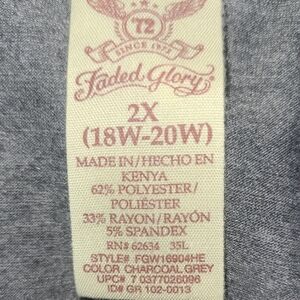 72
SINCE 1972
Faded Glory
2X
(18W-20W)
MADE IN/HECHO EN
KENYA
62% POLYESTER/
POLIÉSTER
33% RAYON/RAYÓN
5% SPANDEX
RN# 62634 35L
STYLE# FGW16904HE
COLOR CHARCOAL GREY
UPC# 7 0377026096
ID# GR 102-0013